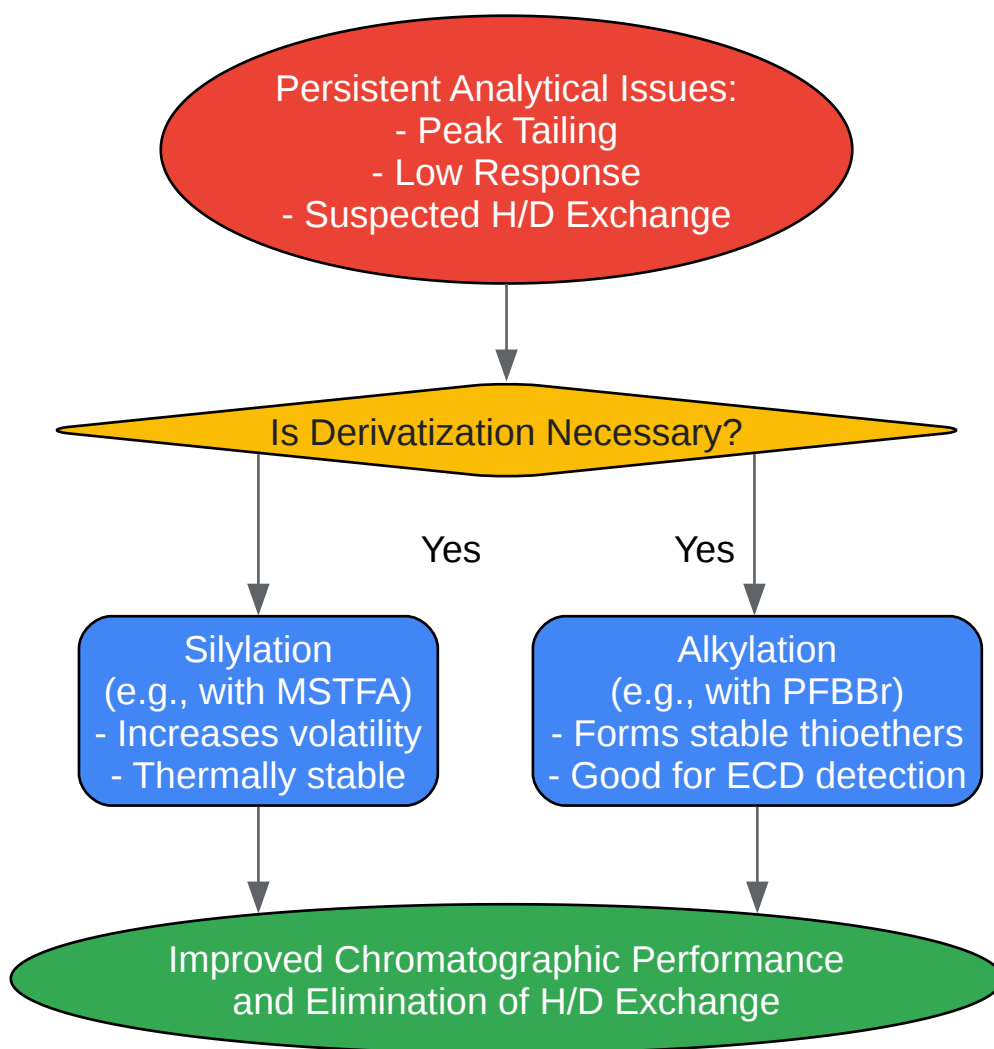 Persistent Analytical Issues:
- Peak Tailing
- Low Response
- Suspected H/D Exchange
Is Derivatization Necessary?
Yes
Yes
Silylation
(e.g., with MSTFA)
- Increases volatility
- Thermally stable
Alkylation
(e.g., with PFBBr)
- Forms stable thioethers
- Good for ECD detection
Improved Chromatographic Performance
and Elimination of H/D Exchange